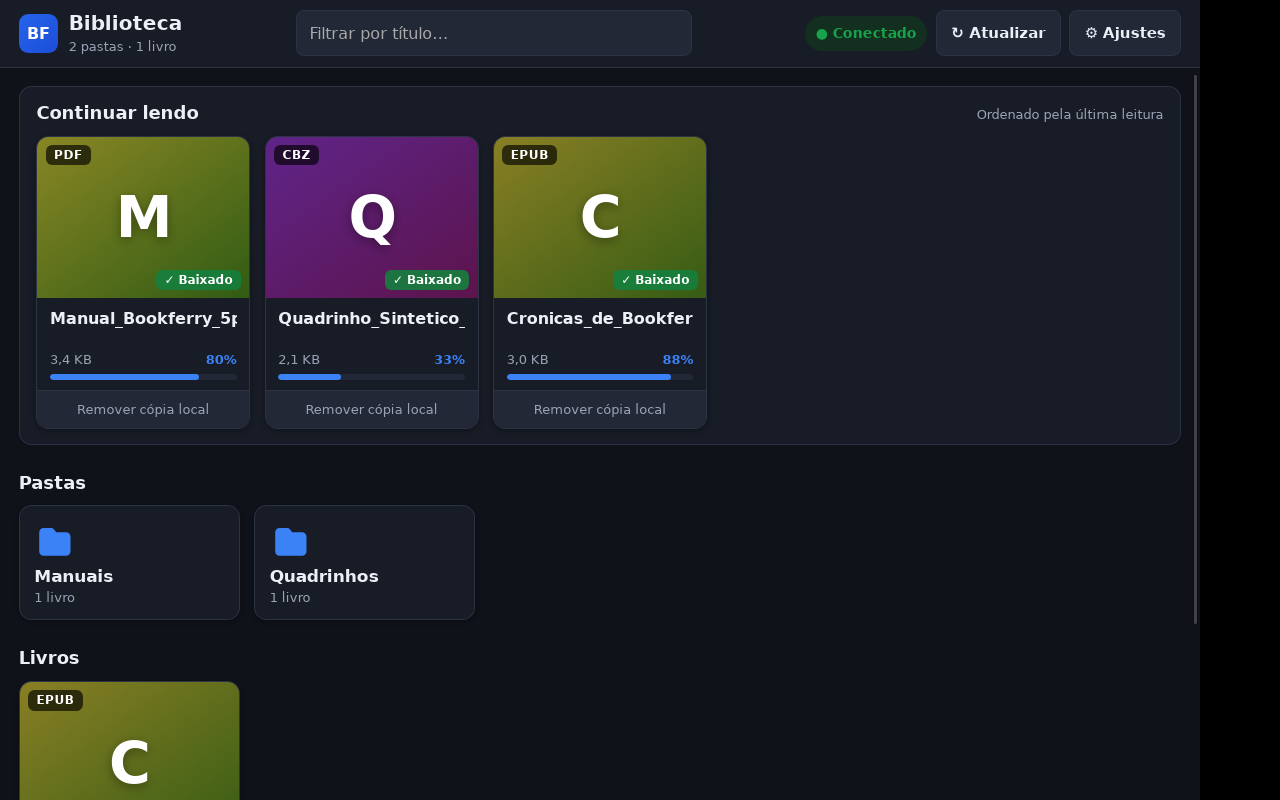 BF
Biblioteca
2 pastas · 1 livro
Filtrar por título…
● Conectado
↻ Atualizar
⚙ Ajustes
Continuar lendo
Ordenado pela última leitura
PDF
M
✓ Baixado
Manual_Bookferry_5p
3,4 KB
80%
Remover cópia local
CBZ
Q
✓ Baixado
Quadrinho_Sintetico_
2,1 KB
33%
Remover cópia local
EPUB
C
✓ Baixado
Cronicas_de_Bookfer
3,0 KB
88%
Remover cópia local
Pastas
Manuais
1 livro
Quadrinhos
1 livro
Livros
EPUB
C